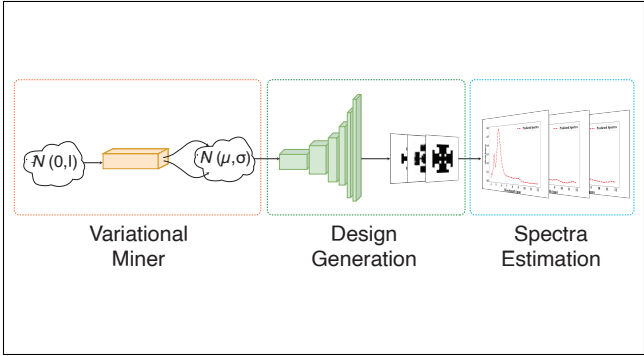 N (0,I)
N (μ,σ)
Variational
Miner
Design
Generation
Spectra
Estimation